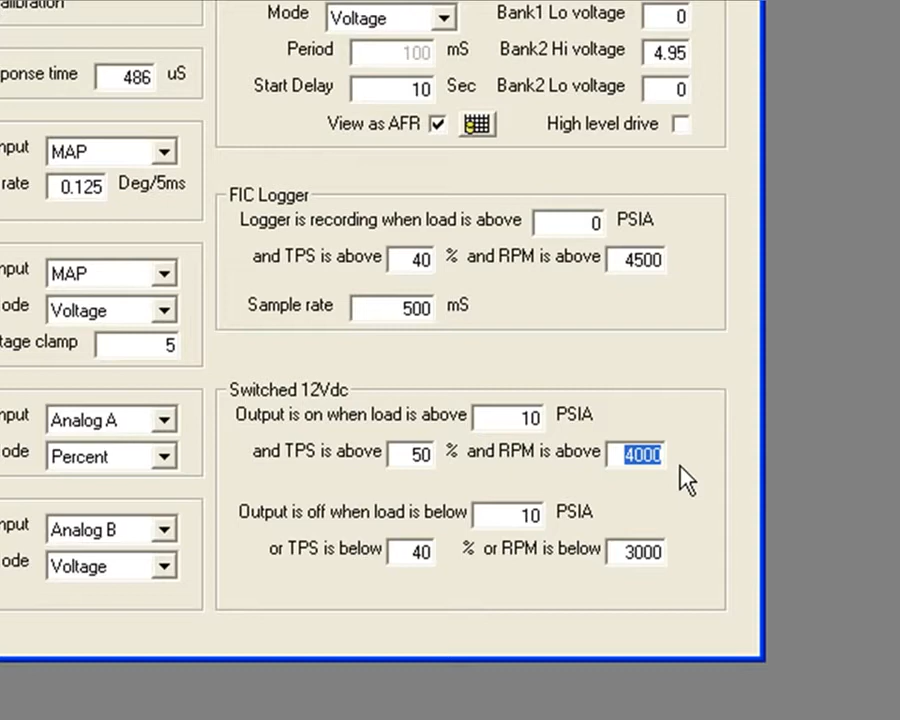 ponse time 486 uS
nput MAP
rate 0.125 Deg/5ms
nput MAP
ode Voltage
tage clamp 5
nput Analog A
ode Percent
nput Analog B
ode Voltage
Mode Voltage
Period 100 mS
Start Delay 10 Sec
View as AFR
Bank1 Lo voltage 0
Bank2 Hi voltage 4.95
Bank2 Lo voltage 0
High level drive
FIC Logger
Logger is recording when load is above 0 PSIA
and TPS is above 40 % and RPM is above 4500
Sample rate 500 mS
Switched 12Vdc
Output is on when load is above 10 PSIA
and TPS is above 50 % and RPM is above 4000
Output is off when load is below 10 PSIA
or TPS is below 40 % or RPM is below 3000